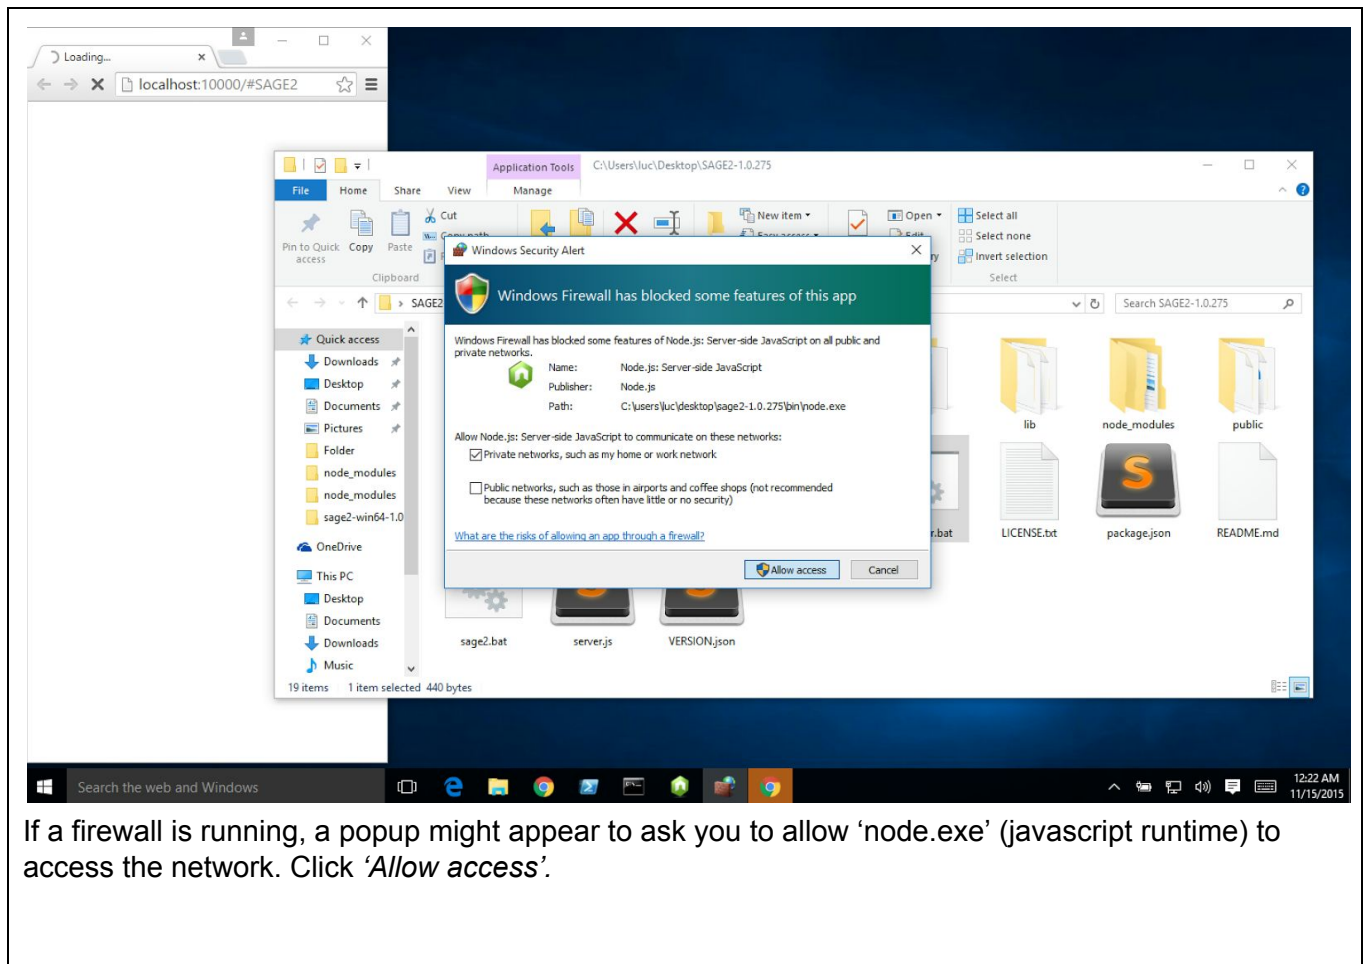 Loading...
localhost:10000/#SAGE2
Application Tools
C:\Users\luc\Desktop\SAGE2-1.0.275
File Home Share View Manage
Pin to Quick access
Copy
Paste
Cut
New item
Open
Select all
Select none
Invert selection
Clipboard
Select
SAGE2
Search SAGE2-1.0.275
Windows Security Alert
Windows Firewall has blocked some features of this app
Windows Firewall has blocked some features of Node.js: Server-side JavaScript on all public and
private networks.
Name: Node.js: Server-side JavaScript
Publisher: Node.js
Path: C:\users\luc\desktop\sage2-1.0.275\bin\node.exe
Allow Node.js: Server-side JavaScript to communicate on these networks:
Private networks, such as my home or work network
Public networks, such as those in airports and coffee shops (not recommended
because these networks often have little or no security)
What are the risks of allowing an app through a firewall?
Allow access Cancel
Quick access
Downloads
Desktop
Documents
Pictures
Folder
node_modules
node_modules
sage2-win64-1.0
OneDrive
This PC
Desktop
Documents
Downloads
Music
lib node_modules public
r.bat LICENSE.txt package.json README.md
sage2.bat server.js VERSION.json
19 items 1 item selected 440 bytes
Search the web and Windows
12:22 AM
11/15/2015
If a firewall is running, a popup might appear to ask you to allow ‘node.exe’ (javascript runtime) to
access the network. Click ‘Allow access’.